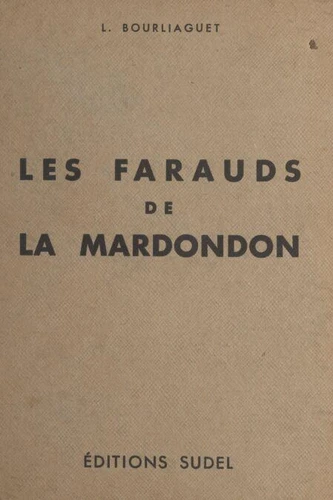 L. BOURLIAGUET
LES FARAUDS
DE
LA MARDONDON
ÉDITIONS SUDEL